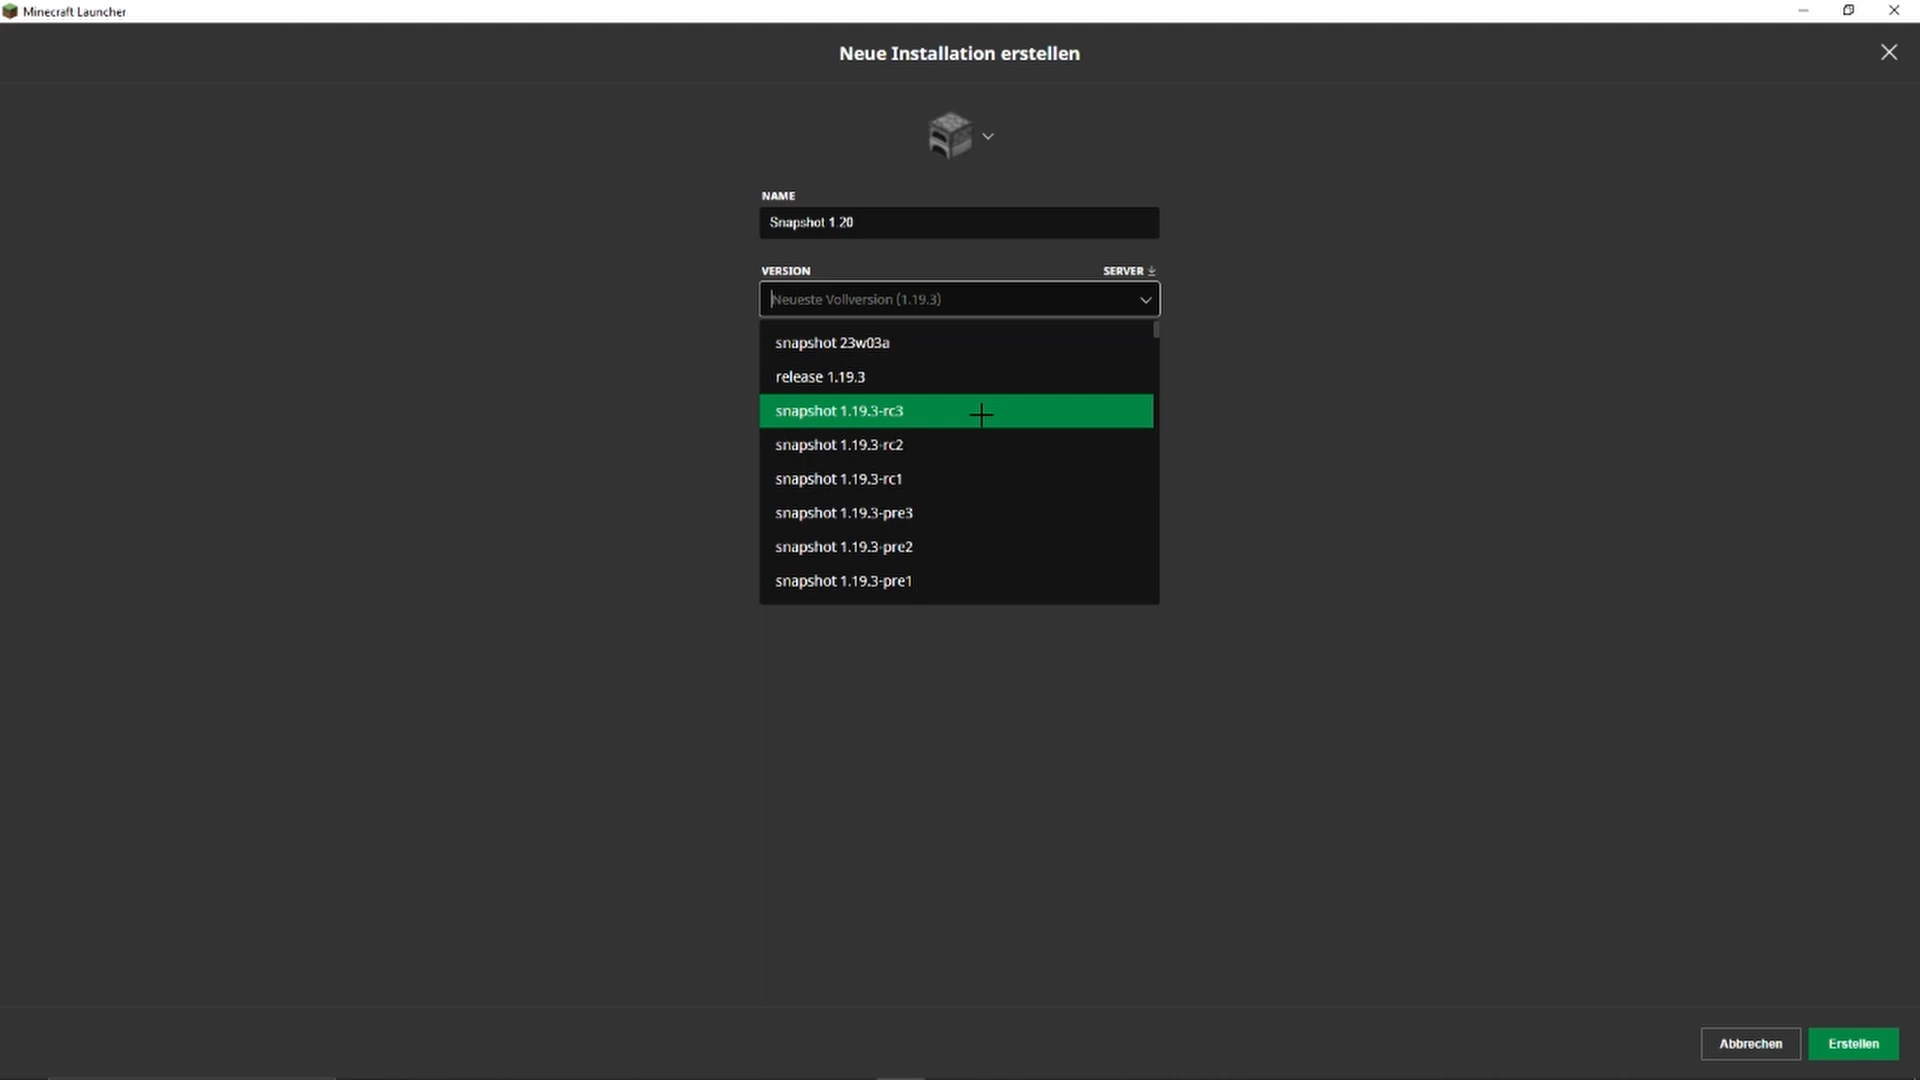 Minecraft Launcher
Neue Installation erstellen
NAME
Snapshot 1.20
VERSION SERVER
Neueste Vollversion (1.19.3)
snapshot 23w03a
release 1.19.3
snapshot 1.19.3-rc3
snapshot 1.19.3-rc2
snapshot 1.19.3-rc1
snapshot 1.19.3-pre3
snapshot 1.19.3-pre2
snapshot 1.19.3-pre1
Abbrechen Erstellen